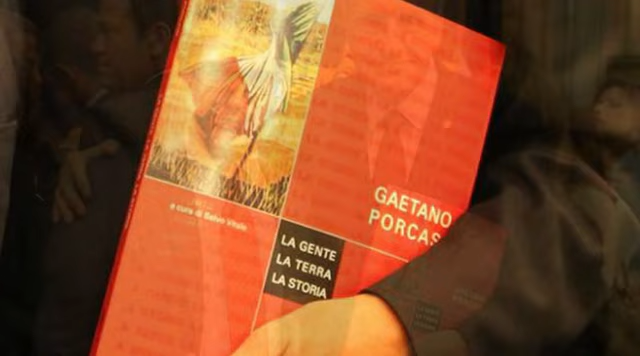 a cura di Salvo Vitale
GAETANO
PORCAS
LA GENTE
LA TERRA
LA STORIA